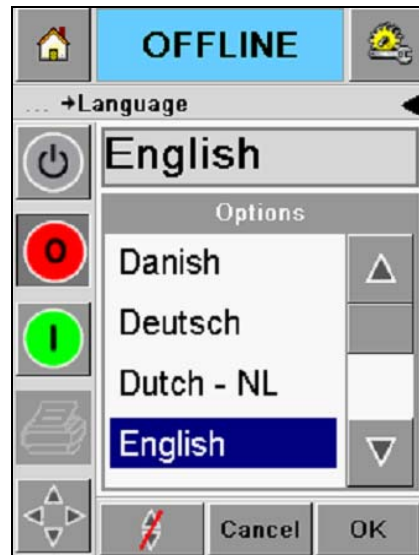 OFFLINE
... →Language
English
Options
Danish
Deutsch
Dutch - NL
English
O
I
Cancel
OK